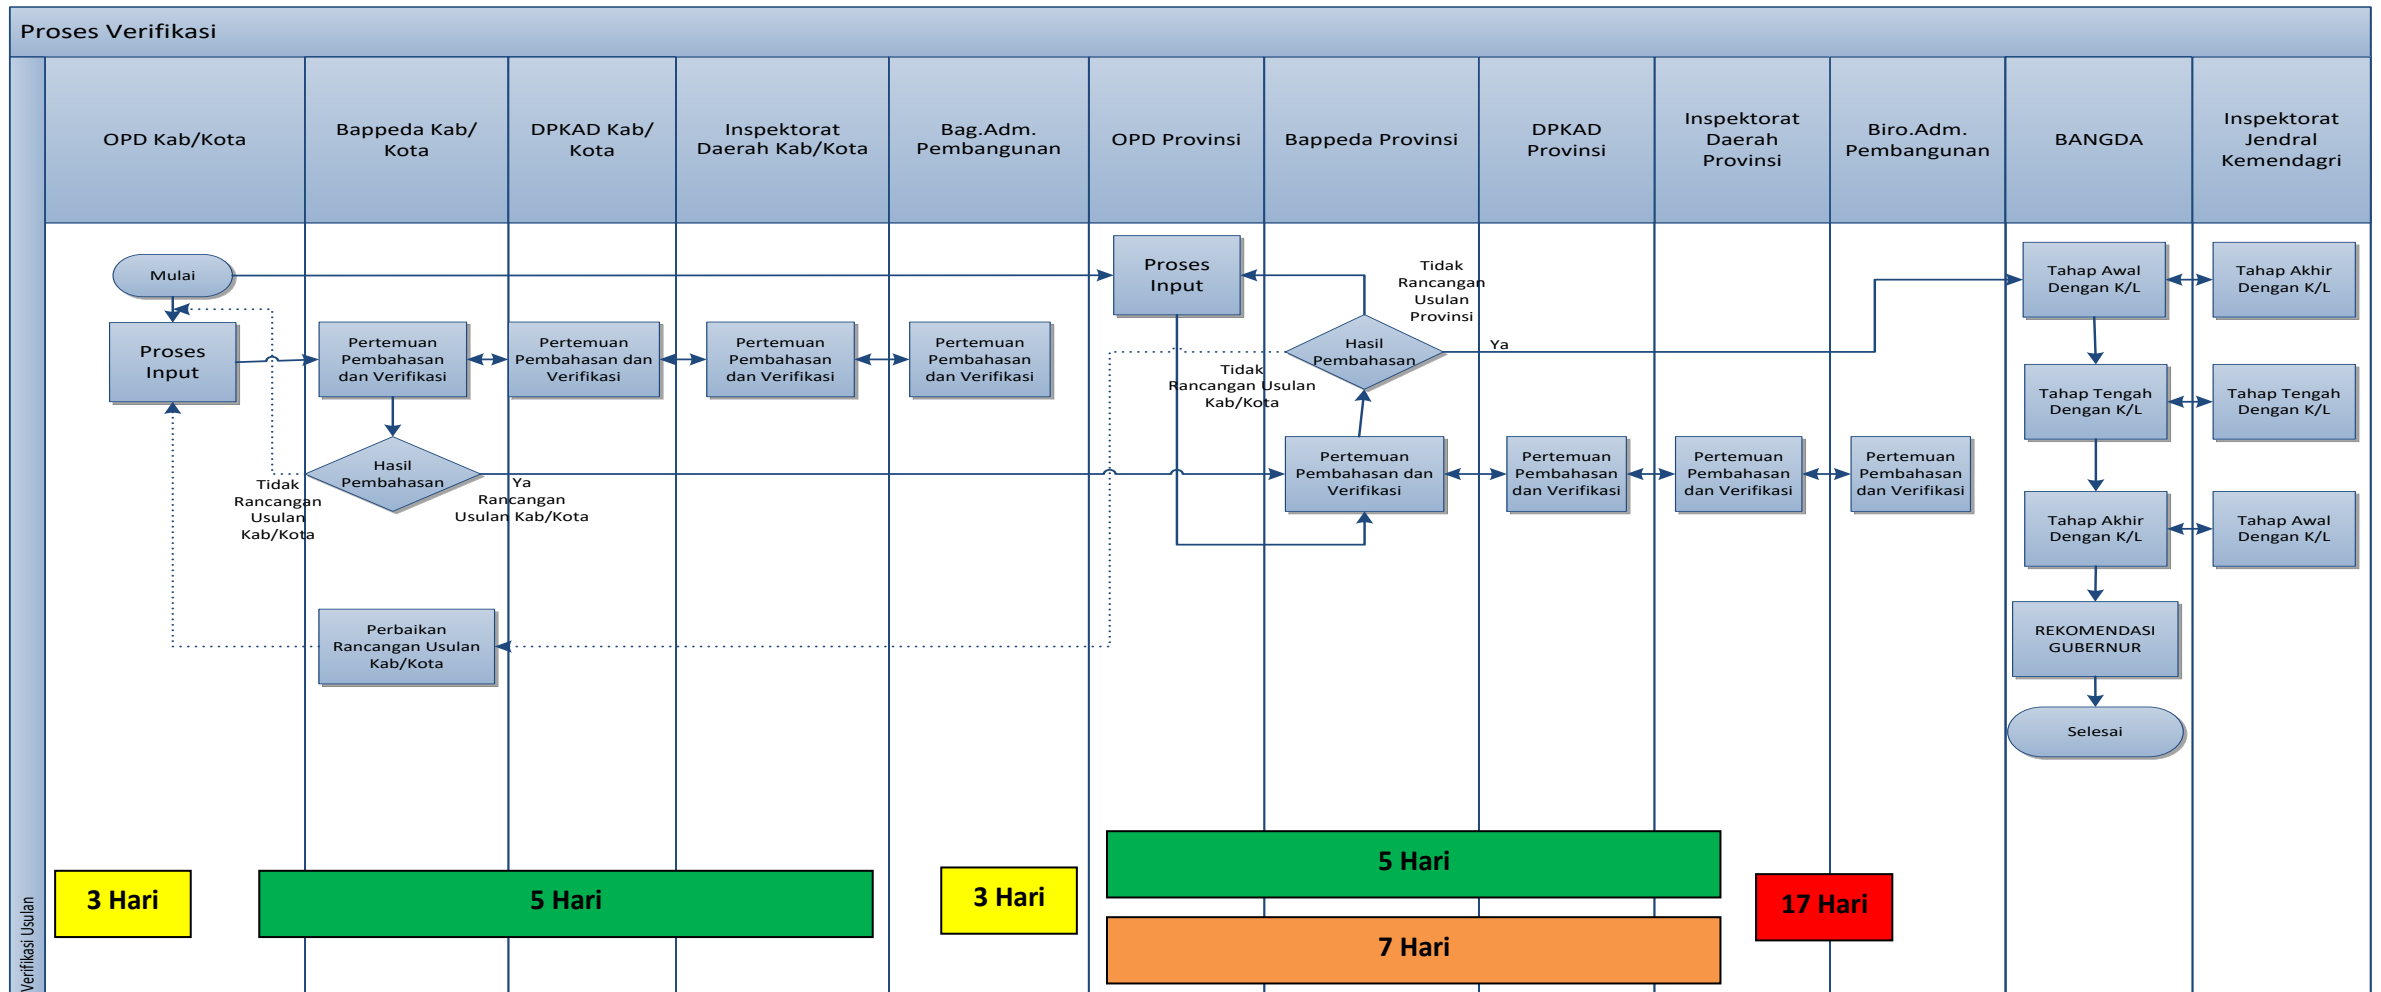 Proses Verifikasi
OPD Kab/Kota
Bappeda Kab/
Kota
DPKAD Kab/
Kota
Inspektorat
Daerah Kab/Kota
Bag.Adm.
Pembangunan
OPD Provinsi
Bappeda Provinsi
DPKAD
Provinsi
Inspektorat
Daerah
Provinsi
Biro.Adm.
Pembangunan
BANGDA
Inspektorat
Jendral
Kemendagri
Mulai
Proses
Input
Pertemuan
Pembahasan
dan Verifikasi
Pertemuan
Pembahasan dan
Verifikasi
Pertemuan
Pembahasan
dan Verifikasi
Pertemuan
Pembahasan
dan Verifikasi
Hasil
Pembahasan
Tidak
Rancangan
Usulan
Kab/Kota
Ya
Rancangan
Usulan Kab/Kota
Perbaikan
Rancangan Usulan
Kab/Kota
Proses
Input
Tidak
Rancangan
Usulan
Provinsi
Hasil
Pembahasan
Ya
Tidak
Rancangan Usulan
Kab/Kota
Pertemuan
Pembahasan dan
Verifikasi
Pertemuan
Pembahasan
dan Verifikasi
Pertemuan
Pembahasan
dan Verifikasi
Pertemuan
Pembahasan
dan Verifikasi
Tahap Awal
Dengan K/L
Tahap Akhir
Dengan K/L
Tahap Tengah
Dengan K/L
Tahap Tengah
Dengan K/L
Tahap Akhir
Dengan K/L
Tahap Awal
Dengan K/L
REKOMENDASI
GUBERNUR
Selesai
3 Hari
5 Hari
3 Hari
5 Hari
7 Hari
17 Hari
Verifikasi Usulan